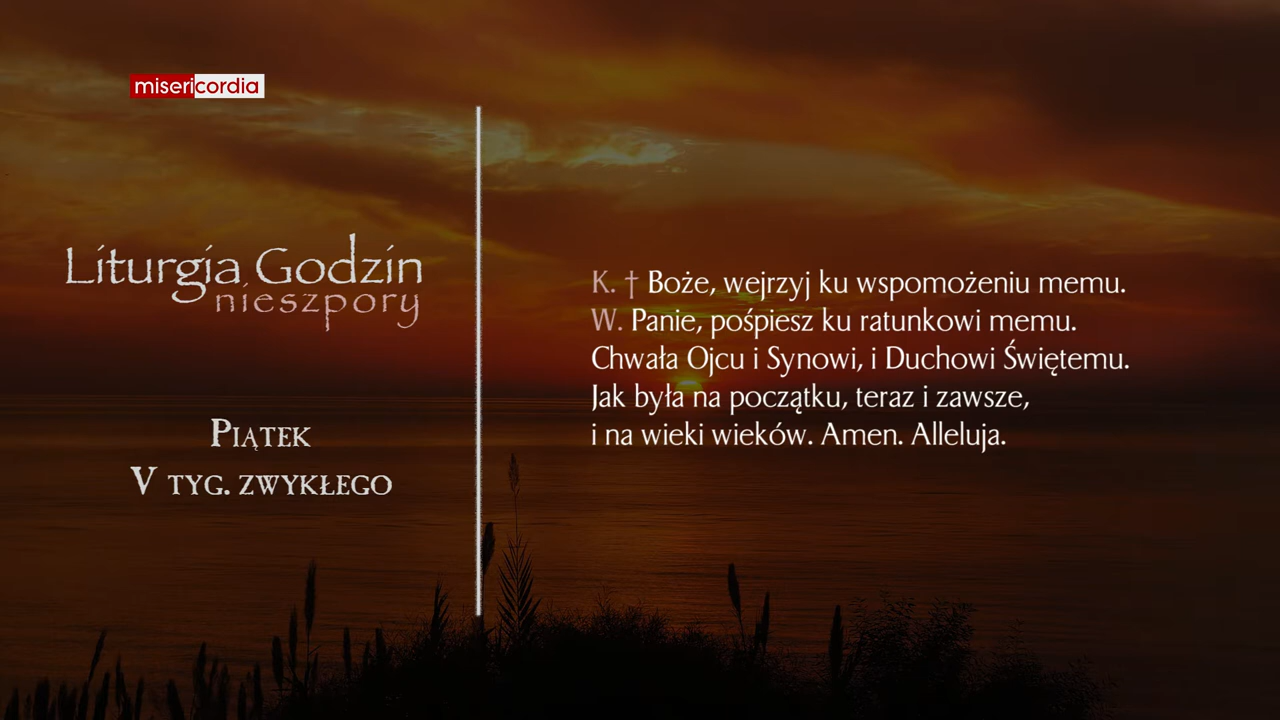 misericordia
Liturgia Godzin
nieszpory
Piątek
V tyg. zwykłego
K. † Boże, wejrzyj ku wspomożeniu memu.
W. Panie, pośpiesz ku ratunkowi memu.
Chwała Ojcu i Synowi, i Duchowi Świętemu.
Jak była na początku, teraz i zawsze,
i na wieki wieków. Amen. Alleluja.